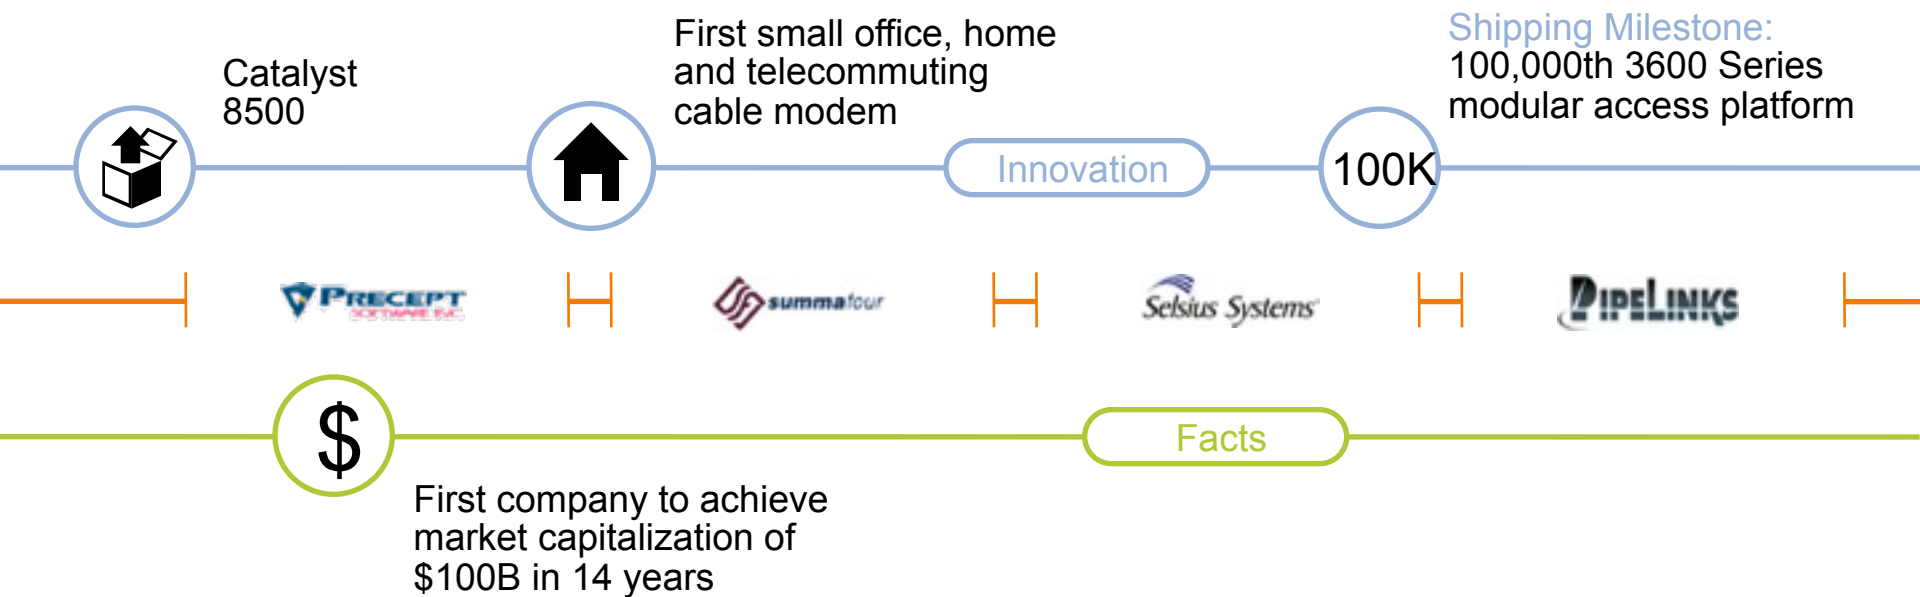 Catalyst
8500
First small office, home
and telecommuting
cable modem
Shipping Milestone:
100,000th 3600 Series
modular access platform
Innovation
100K
PRECEPT
SOFTWARE INC.
summafour
Selsius Systems
PIPELINKS
$
Facts
First company to achieve
market capitalization of
$100B in 14 years